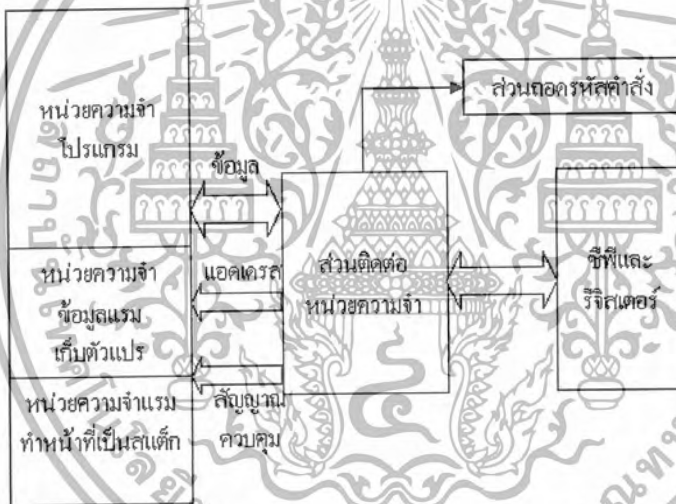 หน่วยความจำ
โปรแกรม
หน่วยความจำ
ข้อมูลแรม
เก็บตัวแปร
หน่วยความจำแรม
ทำหน้าที่เป็นสแต็ก
ข้อมูล
แอดเดรส
สัญญาณ
ควบคุม
ส่วนติดต่อ
หน่วยความจำ
ส่วนถอดรหัสคำสั่ง
ซีพียูและ
รีจิสเตอร์